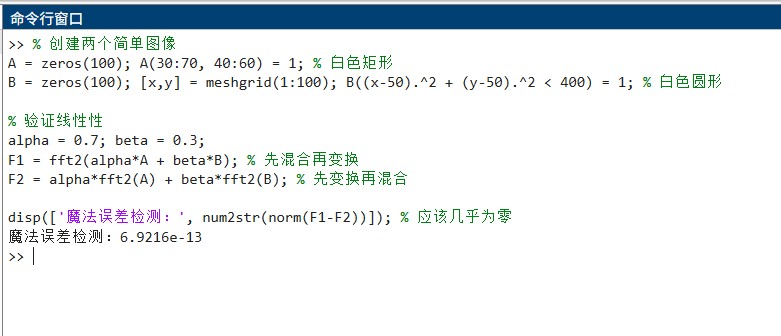 命令行窗口
>> % 创建两个简单图像
A = zeros(100); A(30:70, 40:60) = 1; % 白色矩形
B = zeros(100); [x,y] = meshgrid(1:100); B((x-50).^2 + (y-50).^2 < 400) = 1; % 白色圆形
% 验证线性性
alpha = 0.7; beta = 0.3;
F1 = fft2(alpha*A + beta*B); % 先混合再变换
F2 = alpha*fft2(A) + beta*fft2(B); % 先变换再混合
disp(['魔法误差检测：', num2str(norm(F1-F2))]); % 应该几乎为零
魔法误差检测：6.9216e-13
>>